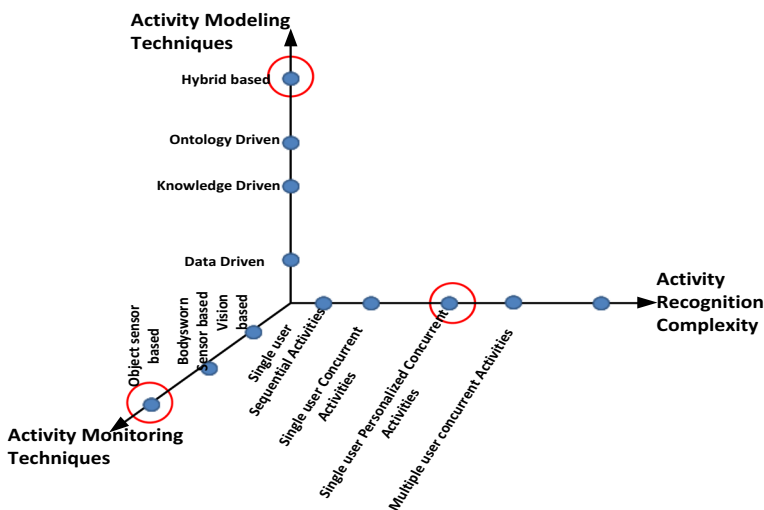 Activity Modeling
Techniques
Hybrid based
Ontology Driven
Knowledge Driven
Data Driven
Activity
Recognition
Complexity
Object sensor
based
Bodysworn
Sensor based
Vision
based
Single user
Sequential Activities
Single user Concurrent
Activities
Single user Personalized Concurrent
Activities
Multiple user concurrent Activities
Activity Monitoring
Techniques